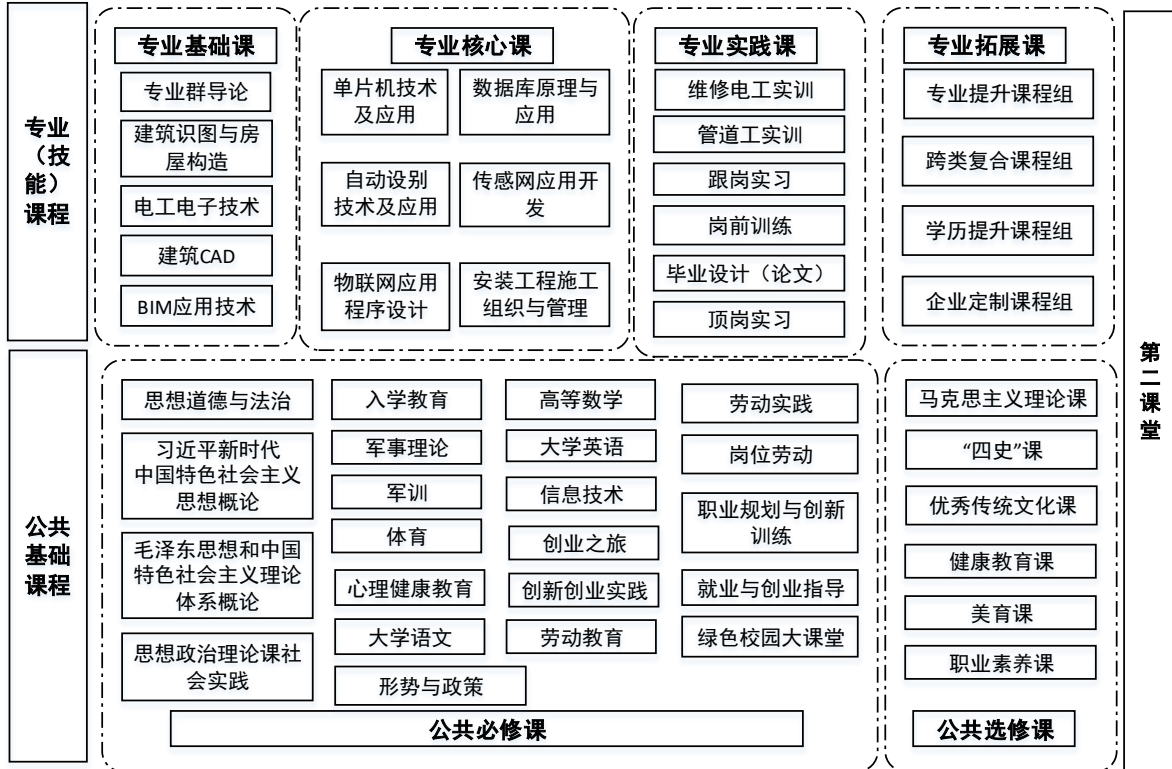 专业
（技
能）
课程
专业基础课
专业群导论
建筑识图与房
屋构造
电工电子技术
建筑CAD
BIM应用技术
专业核心课
单片机技术
及应用
数据库原理与
应用
自动设别
技术及应用
传感网应用开
发
物联网应用
程序设计
安装工程施工
组织与管理
专业实践课
维修电工实训
管道工实训
跟岗实习
岗前训练
毕业设计（论文）
顶岗实习
专业拓展课
专业提升课程组
跨类复合课程组
学历提升课程组
企业定制课程组
第
二
课
堂
公共
基础
课程
思想道德与法治
习近平新时代
中国特色社会主义
思想概论
毛泽东思想和中国
特色社会主义理论
体系概论
思想政治理论课社
会实践
入学教育
军事理论
军训
体育
心理健康教育
大学语文
形势与政策
高等数学
大学英语
信息技术
创业之旅
创新创业实践
劳动教育
劳动实践
岗位劳动
职业规划与创新
训练
就业与创业指导
绿色校园大课堂
公共必修课
马克思主义理论课
“四史”课
优秀传统文化课
健康教育课
美育课
职业素养课
公共选修课